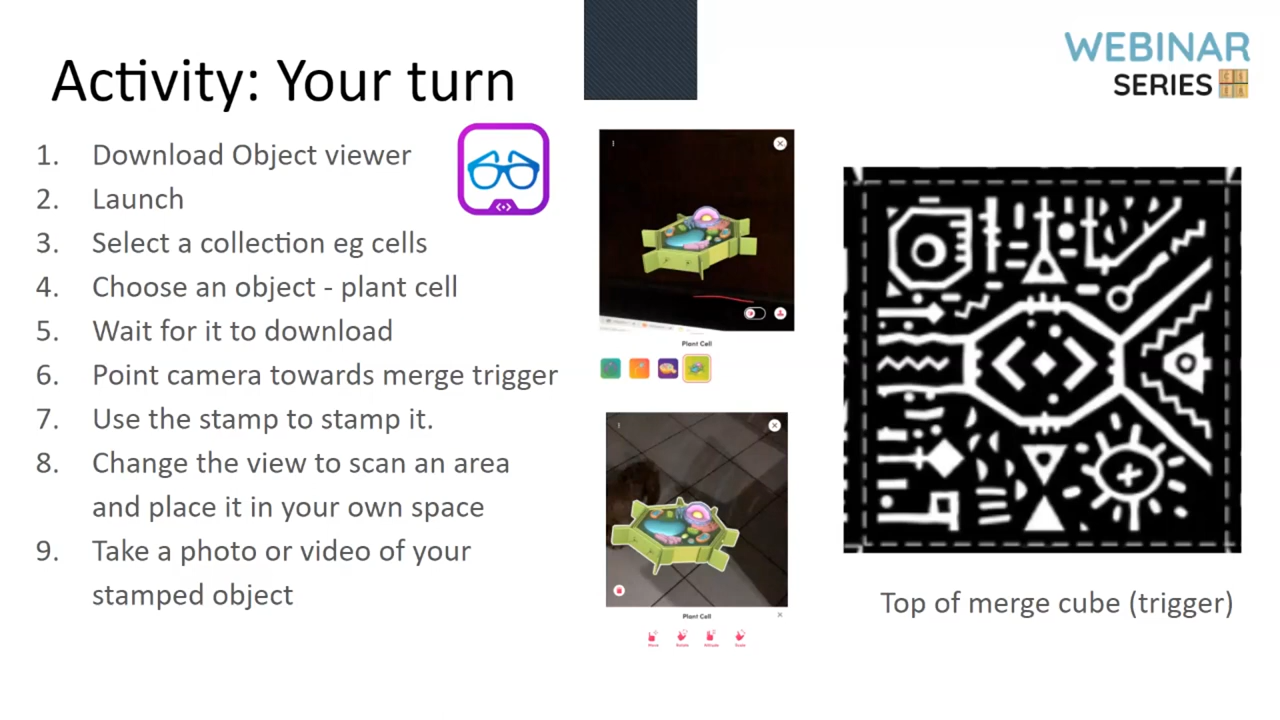 Activity: Your turn
WEBINAR
SERIES
1. Download Object viewer
2. Launch
3. Select a collection eg cells
4. Choose an object - plant cell
5. Wait for it to download
6. Point camera towards merge trigger
7. Use the stamp to stamp it.
8. Change the view to scan an area
and place it in your own space
9. Take a photo or video of your
stamped object
Plant Cell
Plant Cell
Move
Rotate
Scale
Top of merge cube (trigger)